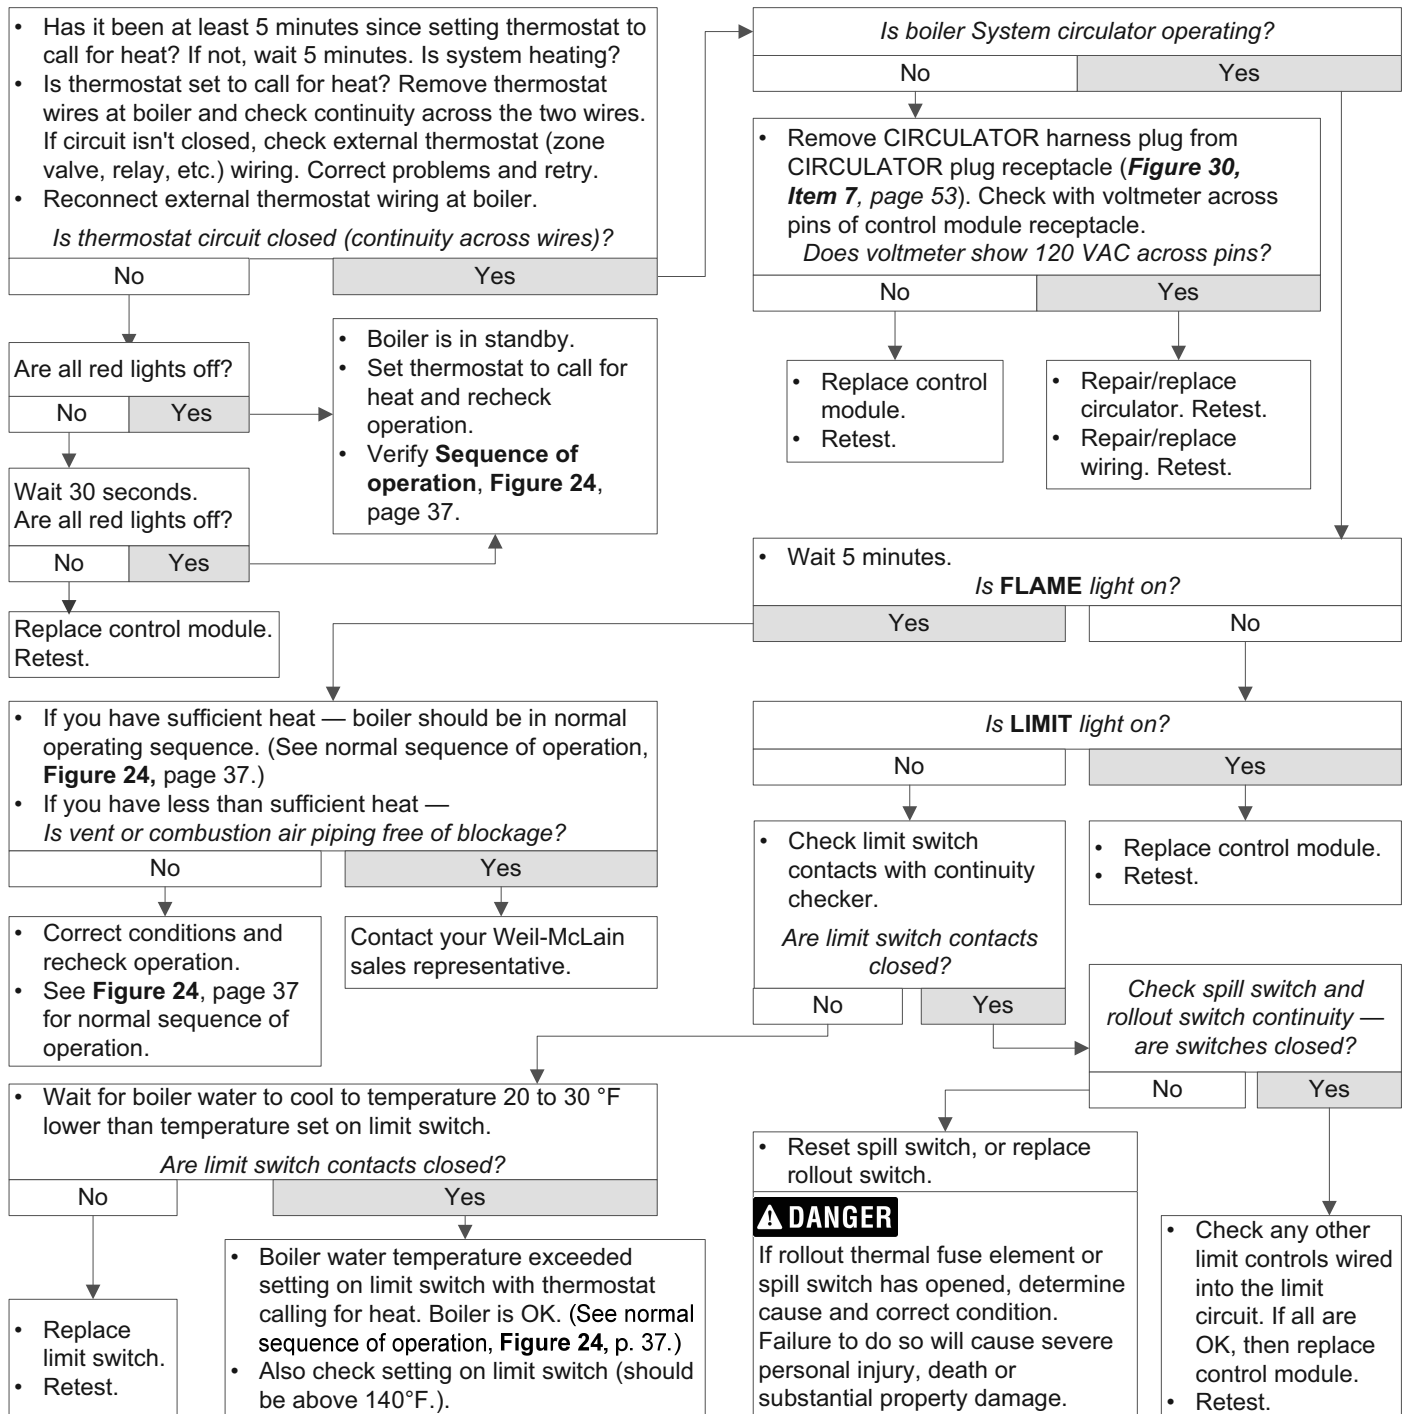 • Has it been at least 5 minutes since setting thermostat to
call for heat? If not, wait 5 minutes. Is system heating?
• Is thermostat set to call for heat? Remove thermostat
wires at boiler and check continuity across the two wires.
If circuit isn't closed, check external thermostat (zone
valve, relay, etc.) wiring. Correct problems and retry.
• Reconnect external thermostat wiring at boiler.
Is thermostat circuit closed (continuity across wires)?
No
Yes
Are all red lights off?
No
Yes
Wait 30 seconds.
Are all red lights off?
No
Yes
Replace control module.
Retest.
• Boiler is in standby.
• Set thermostat to call for
heat and recheck
operation.
• Verify Sequence of
operation, Figure 24,
page 37.
Is boiler System circulator operating?
No
Yes
• Remove CIRCULATOR harness plug from
CIRCULATOR plug receptacle (Figure 30,
Item 7, page 53). Check with voltmeter across
pins of control module receptacle.
Does voltmeter show 120 VAC across pins?
No
Yes
• Replace control
module.
• Retest.
• Repair/replace
circulator. Retest.
• Repair/replace
wiring. Retest.
• Wait 5 minutes.
Is FLAME light on?
Yes
No
• If you have sufficient heat — boiler should be in normal
operating sequence. (See normal sequence of operation,
Figure 24, page 37.)
• If you have less than sufficient heat —
Is vent or combustion air piping free of blockage?
No
Yes
• Correct conditions and
recheck operation.
• See Figure 24, page 37
for normal sequence of
operation.
Contact your Weil-McLain
sales representative.
Is LIMIT light on?
No
Yes
• Check limit switch
contacts with continuity
checker.
Are limit switch contacts
closed?
No
Yes
• Replace control module.
• Retest.
Check spill switch and
rollout switch continuity —
are switches closed?
No
Yes
• Wait for boiler water to cool to temperature 20 to 30 °F
lower than temperature set on limit switch.
Are limit switch contacts closed?
No
Yes
• Replace
limit switch.
• Retest.
• Boiler water temperature exceeded
setting on limit switch with thermostat
calling for heat. Boiler is OK. (See normal
sequence of operation, Figure 24, p. 37.)
• Also check setting on limit switch (should
be above 140°F.).
• Reset spill switch, or replace
rollout switch.
DANGER
If rollout thermal fuse element or
spill switch has opened, determine
cause and correct condition.
Failure to do so will cause severe
personal injury, death or
substantial property damage.
• Check any other
limit controls wired
into the limit
circuit. If all are
OK, then replace
control module.
• Retest.